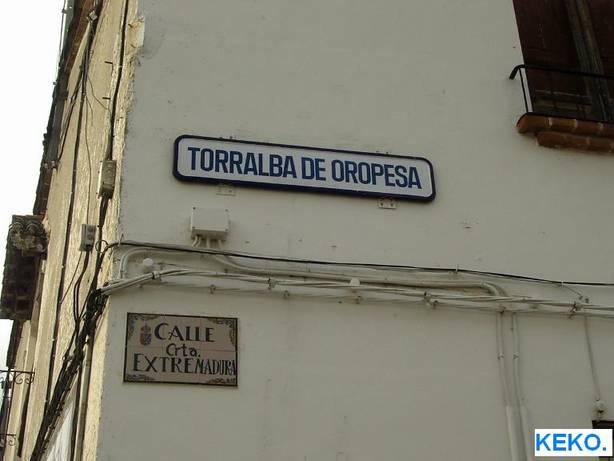 TORRALBA DE OROPESA
CALLE
Crta.
EXTREMADURA
KEKO.